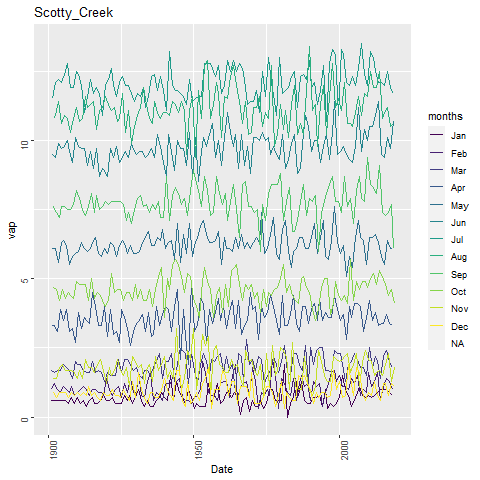 Scotty_Creek
vap
10
5
0
1900
1950
2000
Date
months
Jan
Feb
Mar
Apr
May
Jun
Jul
Aug
Sep
Oct
Nov
Dec
NA